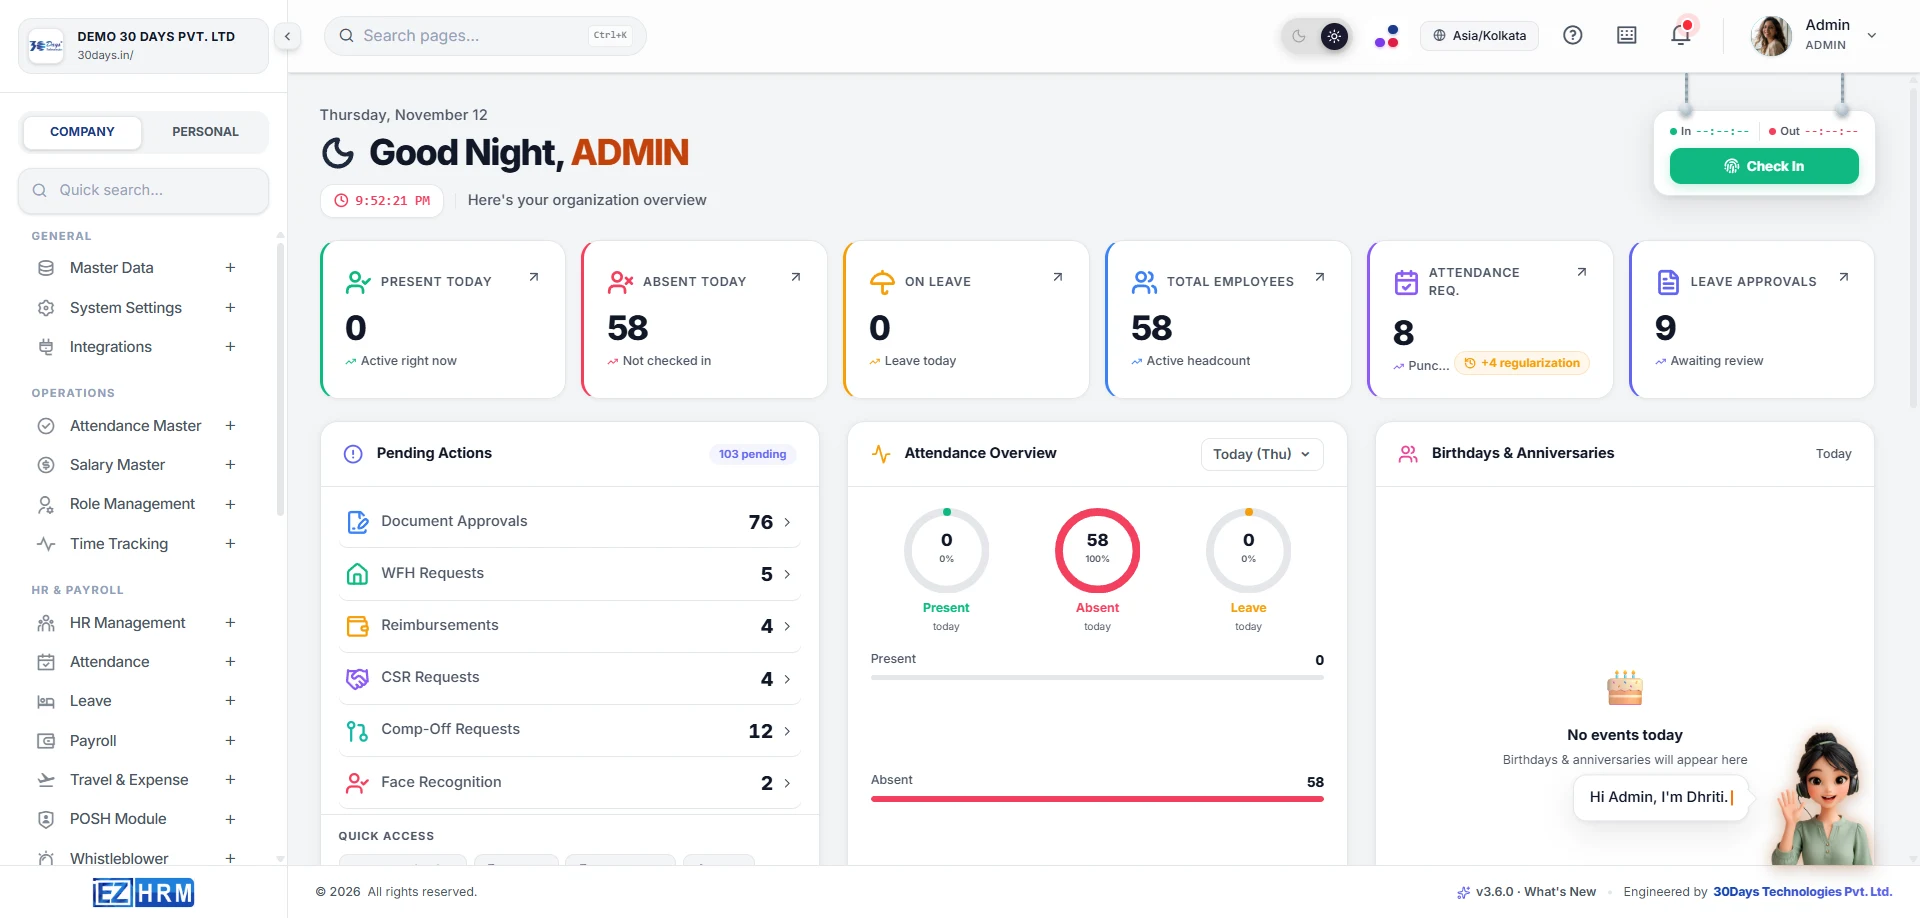 DEMO 30 DAYS PVT. LTD
30days.in/
Search pages...
Ctrl+K
Asia/Kolkata
Admin
ADMIN
COMPANY
PERSONAL
Quick search...
GENERAL
Master Data
System Settings
Integrations
OPERATIONS
Attendance Master
Salary Master
Role Management
Time Tracking
HR & PAYROLL
HR Management
Attendance
Leave
Payroll
Travel & Expense
POSH Module
Whistleblower
EZ HRM
Thursday, November 12
Good Night, ADMIN
9:52:21 PM
Here's your organization overview
In --:--:--
Out --:--:--
Check In
PRESENT TODAY
0
Active right now
ABSENT TODAY
58
Not checked in
ON LEAVE
0
Leave today
TOTAL EMPLOYEES
58
Active headcount
ATTENDANCE
REQ.
8
Punc...
+4 regularization
LEAVE APPROVALS
9
Awaiting review
Pending Actions
103 pending
Document Approvals 76
WFH Requests 5
Reimbursements 4
CSR Requests 4
Comp-Off Requests 12
Face Recognition 2
QUICK ACCESS
Attendance Overview
Today (Thu)
0
0%
Present
today
58
100%
Absent
today
0
0%
Leave
today
Present 0
Absent 58
Birthdays & Anniversaries
Today
No events today
Birthdays & anniversaries will appear here
Hi Admin, I'm Dhriti.
© 2026 All rights reserved.
v3.6.0 · What's New
Engineered by 30Days Technologies Pvt. Ltd.